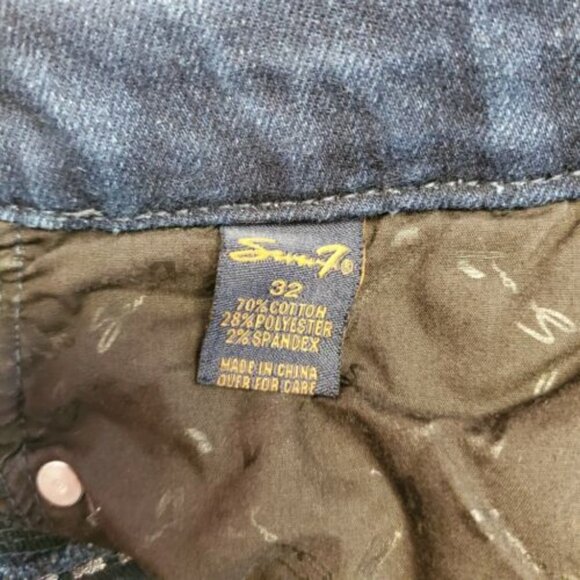 Seven7®
32
70% COTTON
28% POLYESTER
2% SPANDEX
MADE IN CHINA
OVER FOR CARE